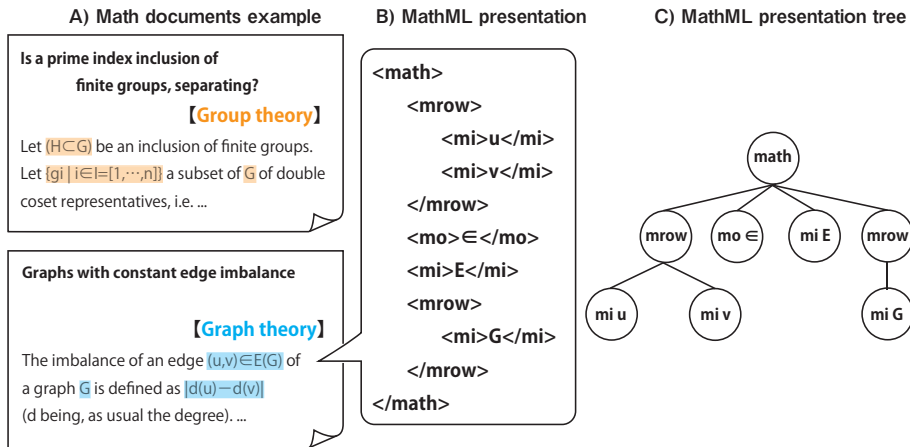 A) Math documents example
Is a prime index inclusion of
finite groups, separating?
【Group theory】
Let (H⊂G) be an inclusion of finite groups.
Let {gi | i∈I=[1,⋯,n]} a subset of G of double
coset representatives, i.e. ...
Graphs with constant edge imbalance
【Graph theory】
The imbalance of an edge (u,v)∈E(G) of
a graph G is defined as |d(u)−d(v)|
(d being, as usual the degree). ...
B) MathML presentation
<math>
<mrow>
<mi>u</mi>
<mi>v</mi>
</mrow>
<mo>∈</mo>
<mi>E</mi>
<mrow>
<mi>G</mi>
</mrow>
</math>
C) MathML presentation tree
math
mrow mo ∈ mi E mrow
mi u mi v mi G